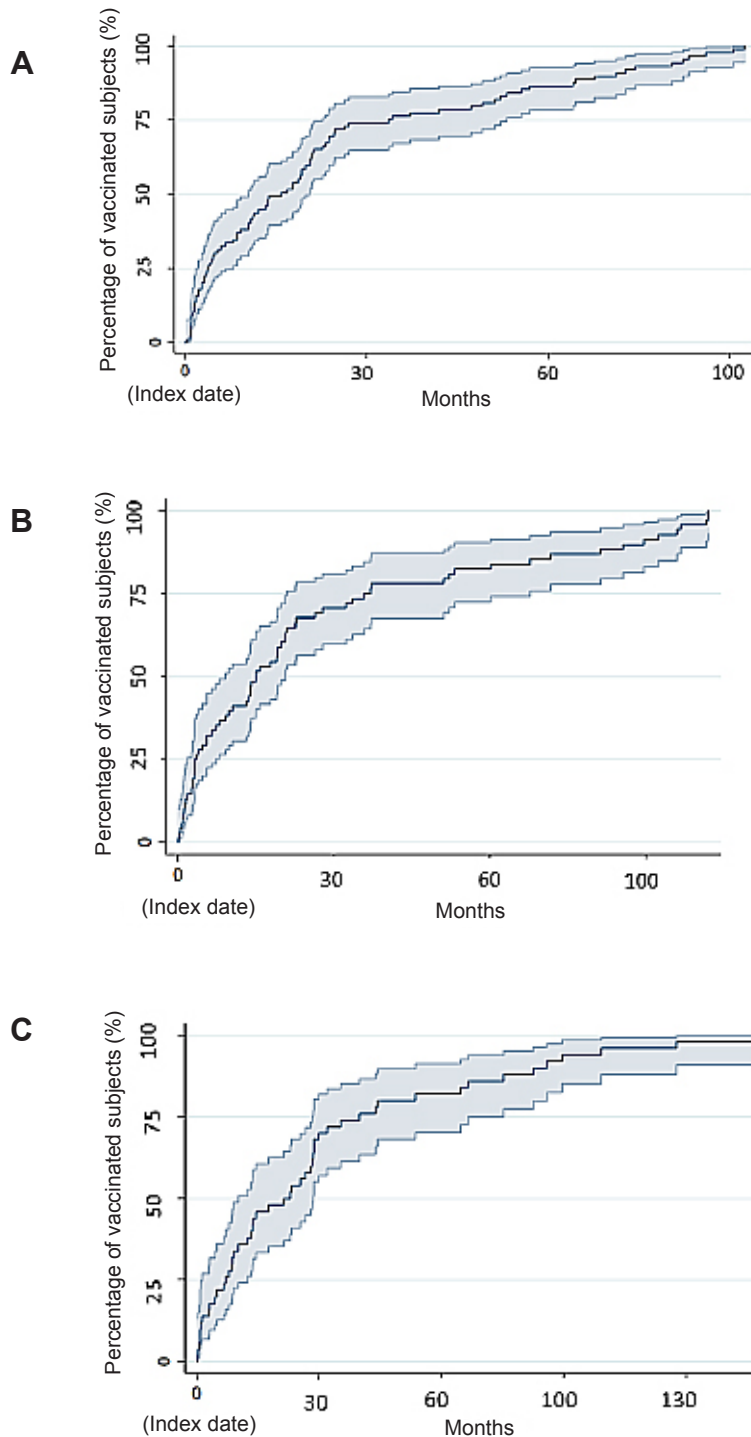 A
Percentage of vaccinated subjects (%)
100
75
50
25
0
0
30
60
100
(Index date)
Months
B
Percentage of vaccinated subjects (%)
100
75
50
25
0
0
30
60
100
(Index date)
Months
C
Percentage of vaccinated subjects (%)
100
75
50
25
0
0
30
60
100
130
(Index date)
Months